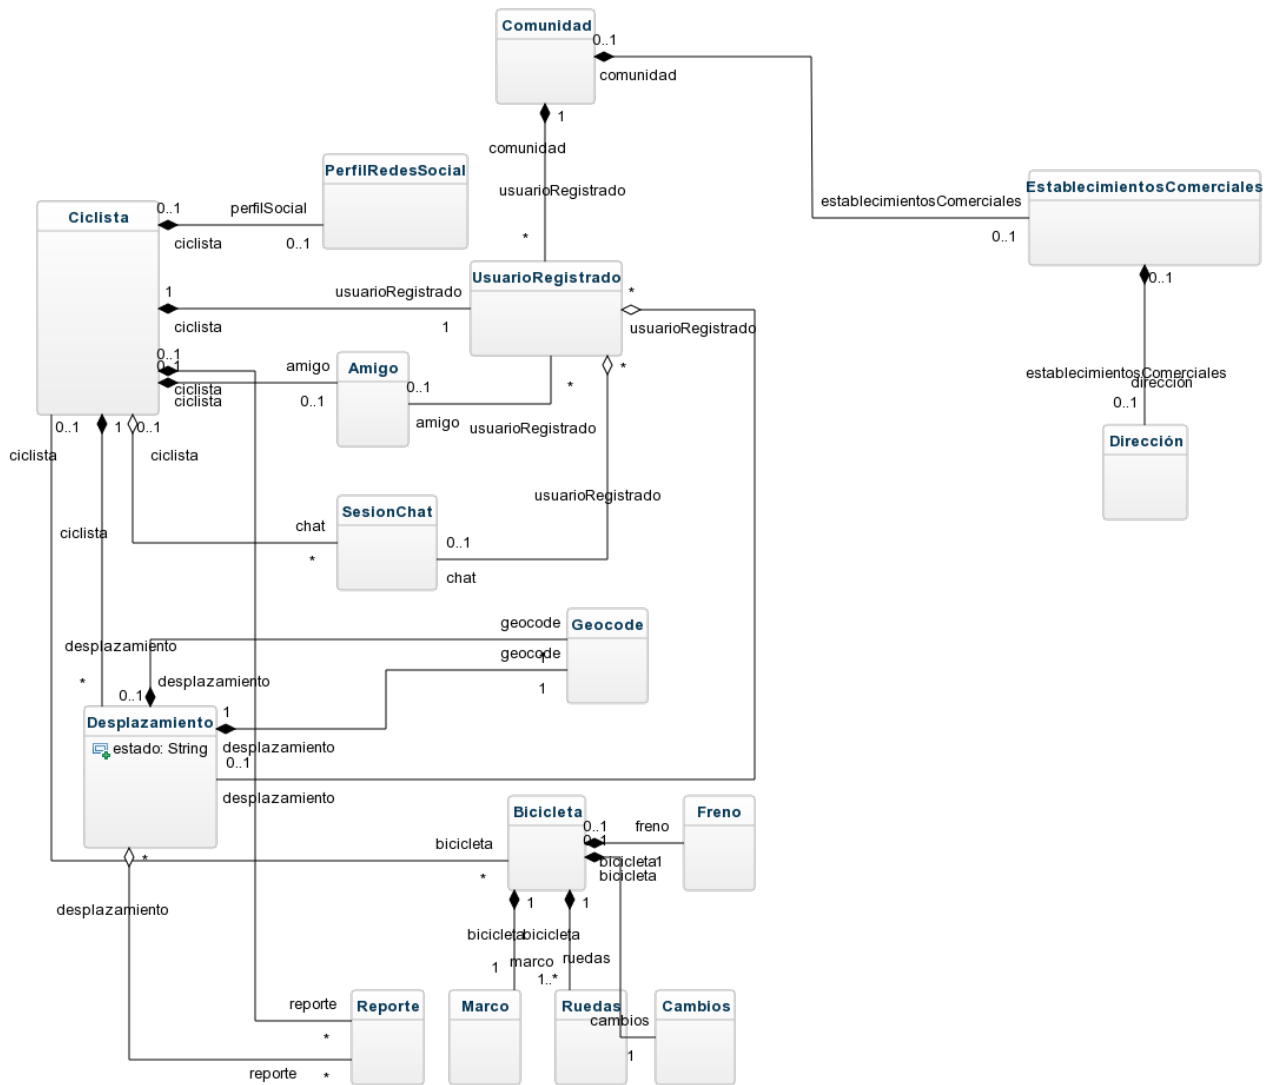 Comunidad
0..1
comunidad
1
comunidad
usuarioRegistrado
*
PerfilRedesSocial
EstablecimientosComerciales
establecimientosComerciales
0..1
Ciclista
0..1
perfilSocial
ciclista
0..1
UsuarioRegistrado
1
usuarioRegistrado
ciclista
1
*
usuarioRegistrado
0..1
0..1
0..1
ciclista
ciclista
amigo
0..1
Amigo
0..1
amigo
*
usuarioRegistrado
*
establecimientosComerciales
dirección
0..1
Dirección
0..1
ciclista
1
0..1
ciclista
ciclista
usuarioRegistrado
SesionChat
chat
*
0..1
chat
desplazamiento
*
Geocode
geocode
geocode
1
1
0..1
desplazamiento
Desplazamiento
estado: String
1
desplazamiento
0..1
desplazamiento
Bicicleta
Freno
0..1
0..1
freno
bicicleta
*
bicicleta
1
bicicleta
*
desplazamiento
1
1
bicicleta
bicicleta
1
marco
ruedas
1..*
Reporte
Marco
Ruedas
Cambios
reporte
*
cambios
1
reporte
*